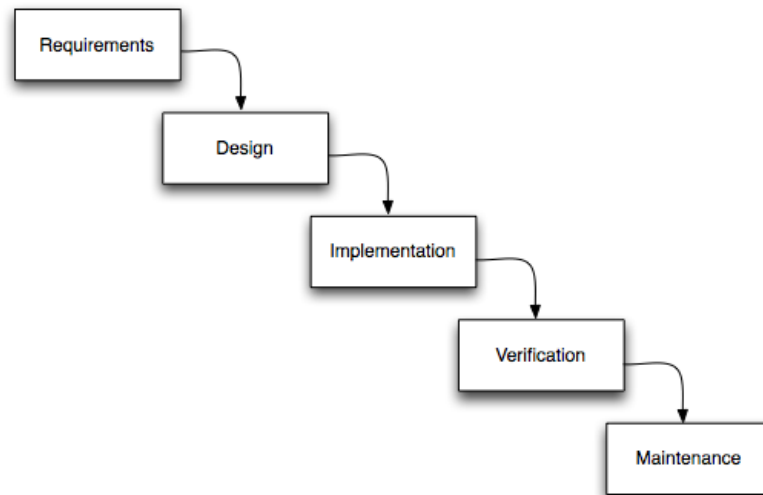 Requirements
Design
Implementation
Verification
Maintenance